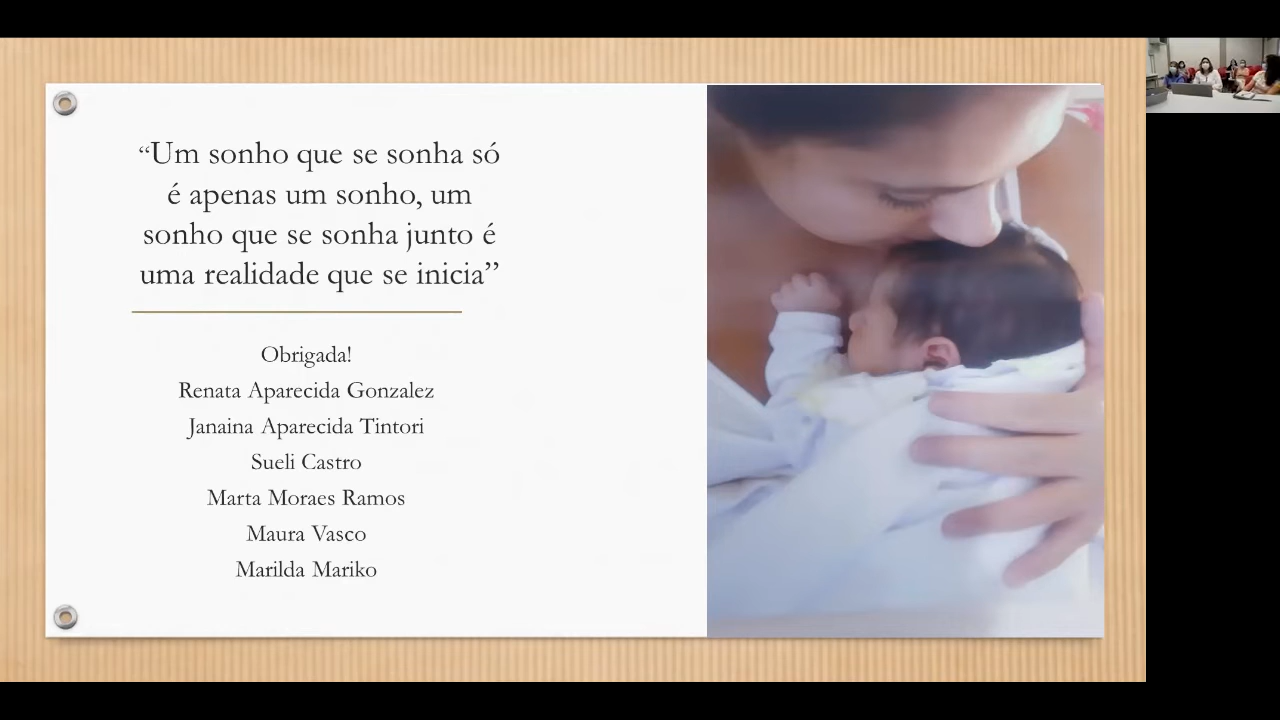 “Um sonho que se sonha só
é apenas um sonho, um
sonho que se sonha junto é
uma realidade que se inicia”
Obrigada!
Renata Aparecida Gonzalez
Janaina Aparecida Tintori
Sueli Castro
Marta Moraes Ramos
Maura Vasco
Marilda Mariko